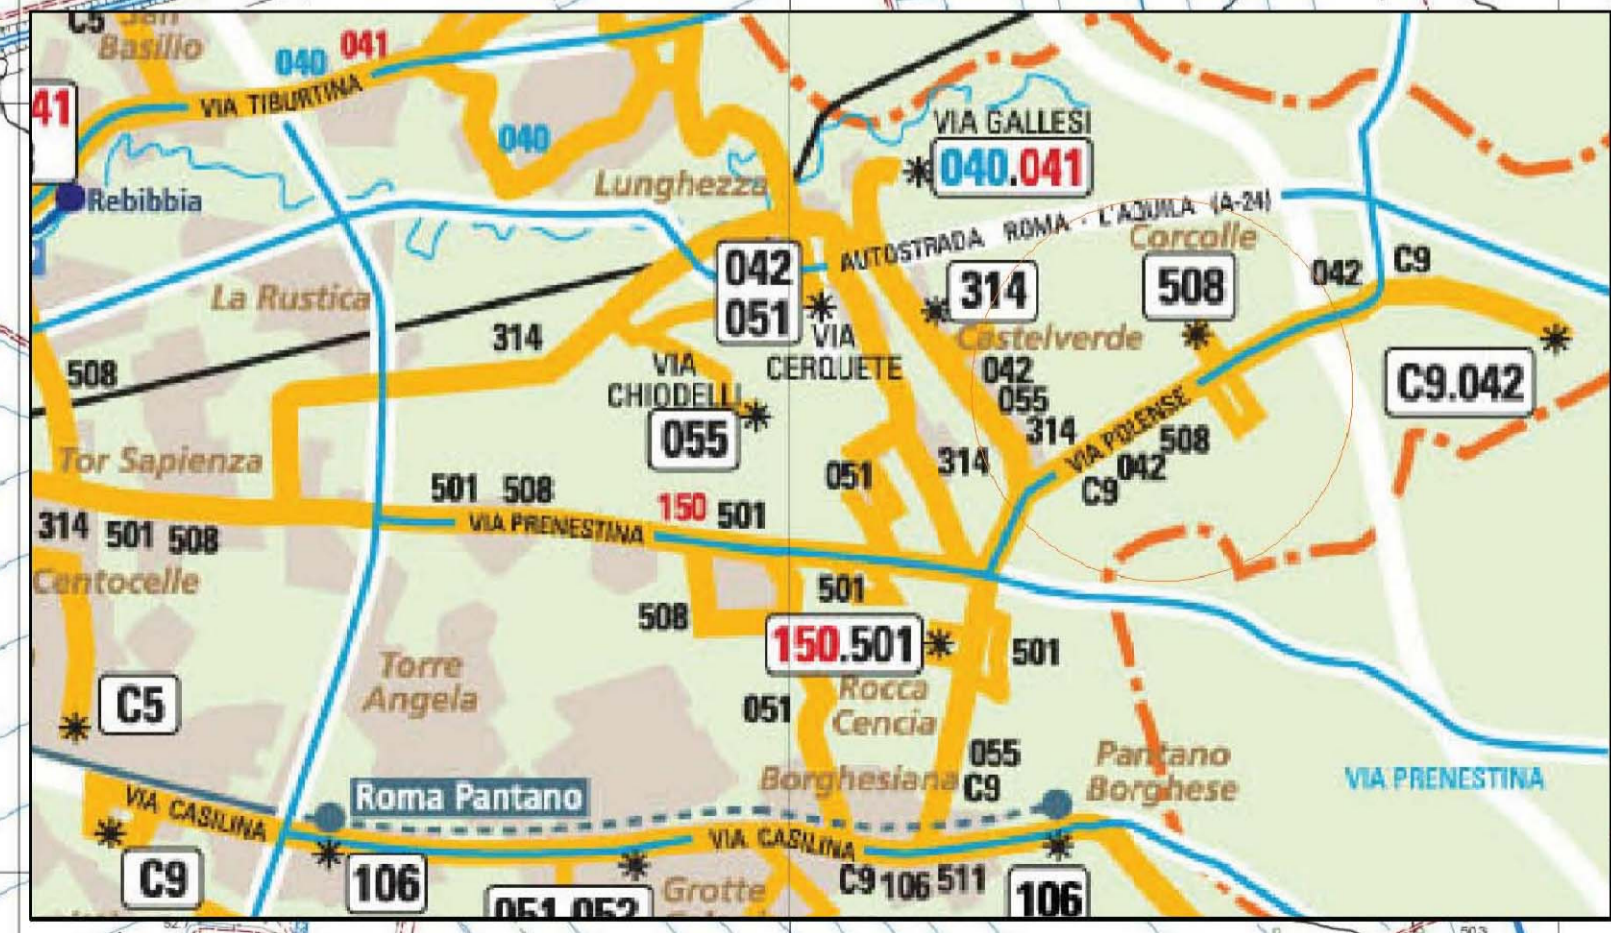 C5
San
Basilio
040 041
VIA TIBURTINA
41
Rebibbia
040
Lunghezza
VIA GALLESI
040.041
AUTOSTRADA ROMA - L'AQUILA (A-24)
Corcolle
508
042
C9
La Rustica
042
051
VIA
CERQUETE
314
Castelverde
C9.042
314
508
VIA
CHIODELLI
055
042
055
314
314
VIA POLENSE
508
042
C9
Tor Sapienza
051
501 508
VIA PRENESTINA
150 501
314 501 508
Centocelle
508
501
150.501
501
Torre
Angela
C5
051
Rocca
Cencia
055
C9
Borghesiana
Pantano
Borghese
VIA PRENESTINA
Roma Pantano
VIA CASILINA
VIA CASILINA
C9
106
051.052
Grotte
C9 106 511
106
503